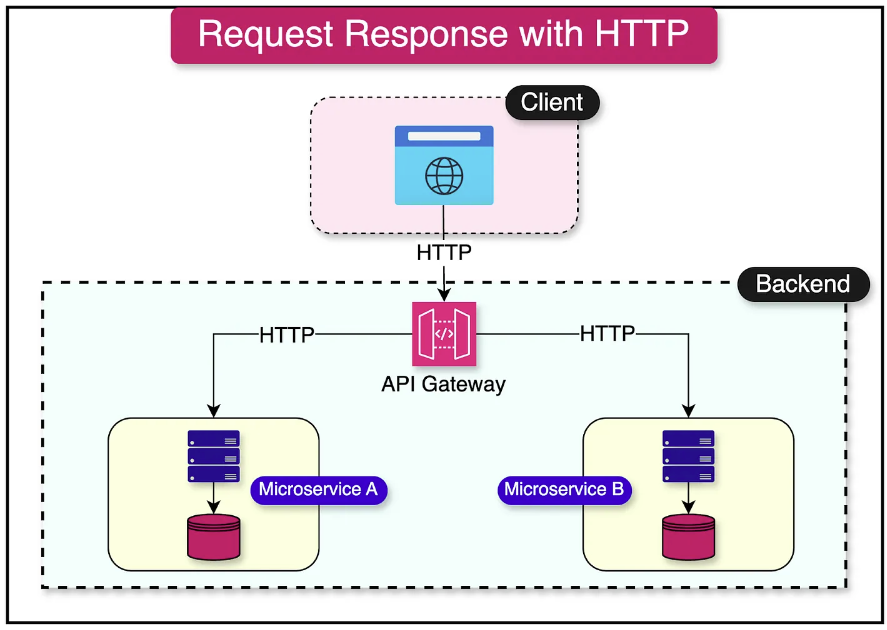 Request Response with HTTP
Client
HTTP
Backend
HTTP
HTTP
</>
API Gateway
Microservice A
Microservice B